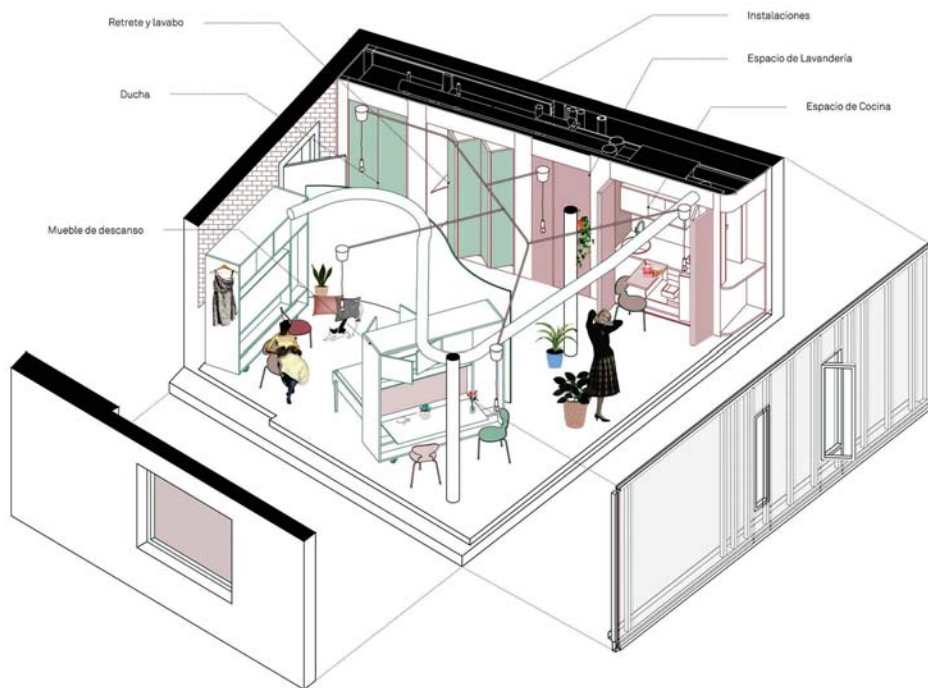 Retrete y lavabo
Instalaciones
Espacio de Lavandería
Ducha
Espacio de Cocina
Mueble de descanso